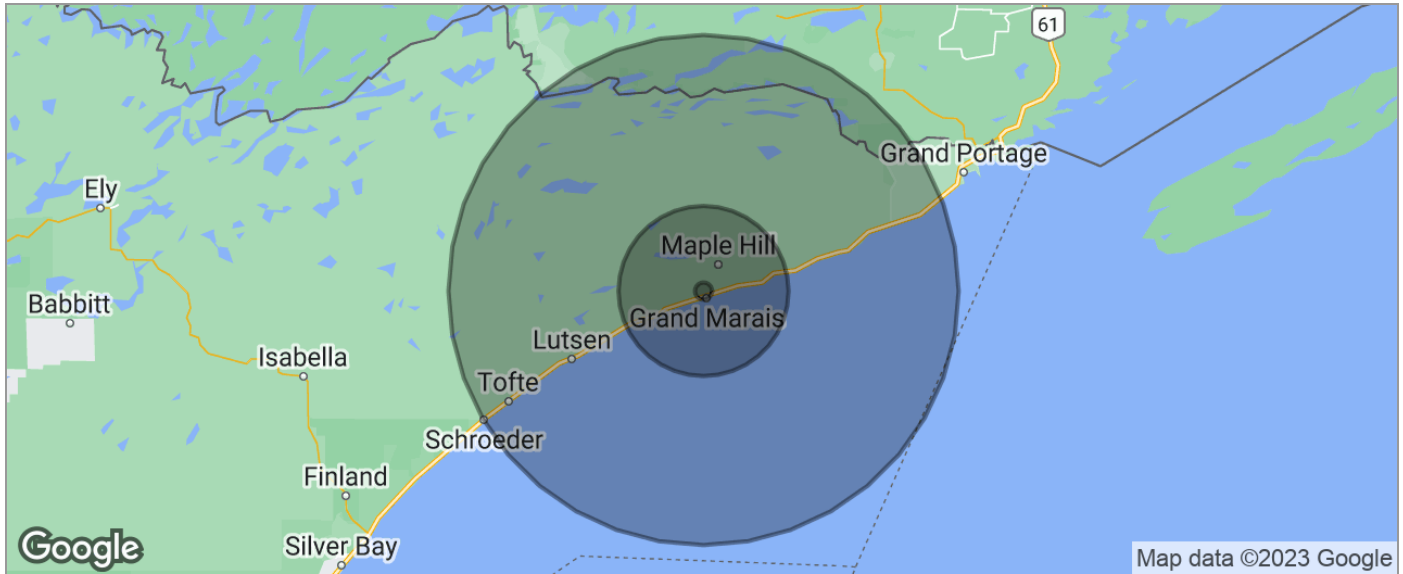 61
Grand Portage
Ely
Maple Hill
Babbitt
Grand Marais
Lutsen
Isabella
Tofte
Schroeder
Finland
Silver Bay
Google
Map data ©2023 Google